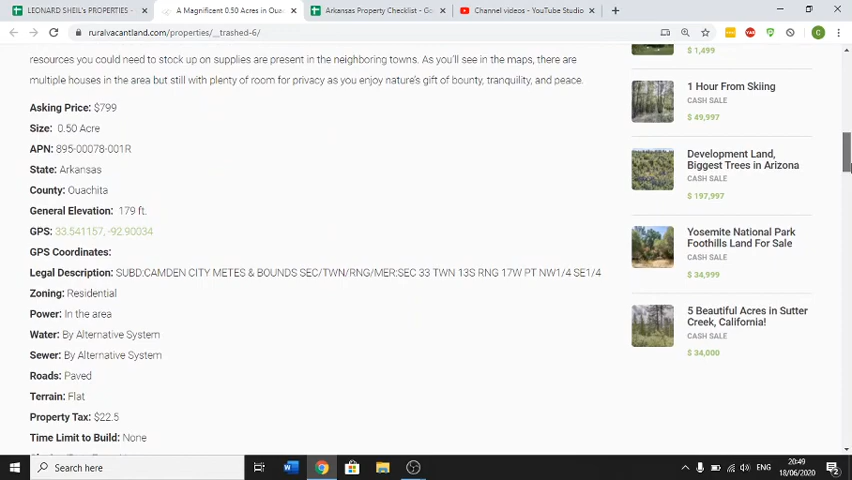 LEONARD SHEIL's PROPERTIES -
A Magnificent 0.50 Acres in Oua
Arkansas Property Checklist - Go
Channel videos - YouTube Studio
ruralvacantland.com/properties/__trashed-6/
resources you could need to stock up on supplies are present in the neighboring towns. As you'll see in the maps, there are
multiple houses in the area but still with plenty of room for privacy as you enjoy nature's gift of bounty, tranquility, and peace.
Asking Price: $799
Size: 0.50 Acre
APN: 895-00078-001R
State: Arkansas
County: Ouachita
General Elevation: 179 ft.
GPS: 33.541157, -92.90034
GPS Coordinates:
Legal Description: SUBD:CAMDEN CITY METES & BOUNDS SEC/TWN/RNG/MER:SEC 33 TWN 13S RNG 17W PT NW1/4 SE1/4
Zoning: Residential
Power: In the area
Water: By Alternative System
Sewer: By Alternative System
Roads: Paved
Terrain: Flat
Property Tax: $22.5
Time Limit to Build: None
$ 1,499
1 Hour From Skiing
CASH SALE
$ 49,997
Development Land,
Biggest Trees in Arizona
CASH SALE
$ 197,997
Yosemite National Park
Foothills Land For Sale
CASH SALE
$ 34,999
5 Beautiful Acres in Sutter
Creek, California!
CASH SALE
$ 34,000
Search here
ENG
20:49
18/06/2020